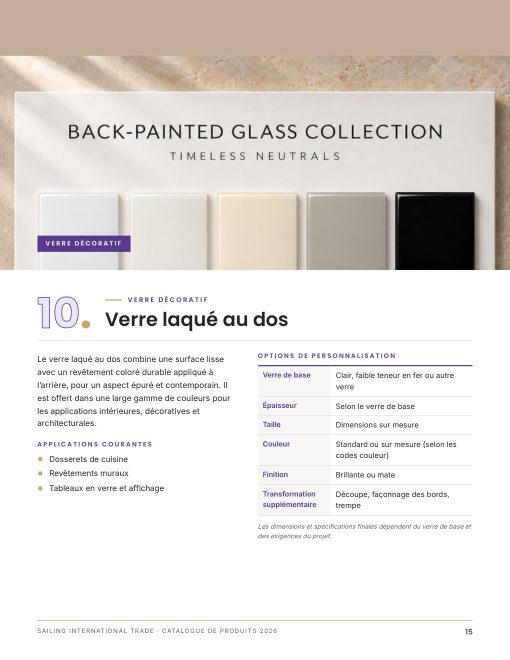 BACK-PAINTED GLASS COLLECTION
TIMELESS NEUTRALS
VERRE DÉCORATIF
10.
VERRE DÉCORATIF
Verre laqué au dos
Le verre laqué au dos combine une surface lisse
avec un revêtement coloré durable appliqué à
l'arrière, pour un aspect épuré et contemporain. Il
est offert dans une large gamme de couleurs pour
les applications intérieures, décoratives et
architecturales.
APPLICATIONS COURANTES
Dosserets de cuisine
Revêtements muraux
Tableaux en verre et affichage
OPTIONS DE PERSONNALISATION
Verre de base Clair, faible teneur en fer ou autre
verre
Épaisseur Selon le verre de base
Taille Dimensions sur mesure
Couleur Standard ou sur mesure (selon les
codes couleur)
Finition Brillante ou mate
Transformation Découpe, façonnage des bords,
supplémentaire trempe
Les dimensions et spécifications finales dépendent du verre de base et
des exigences du projet.
SAILING INTERNATIONAL TRADE · CATALOGUE DE PRODUITS 2026
15